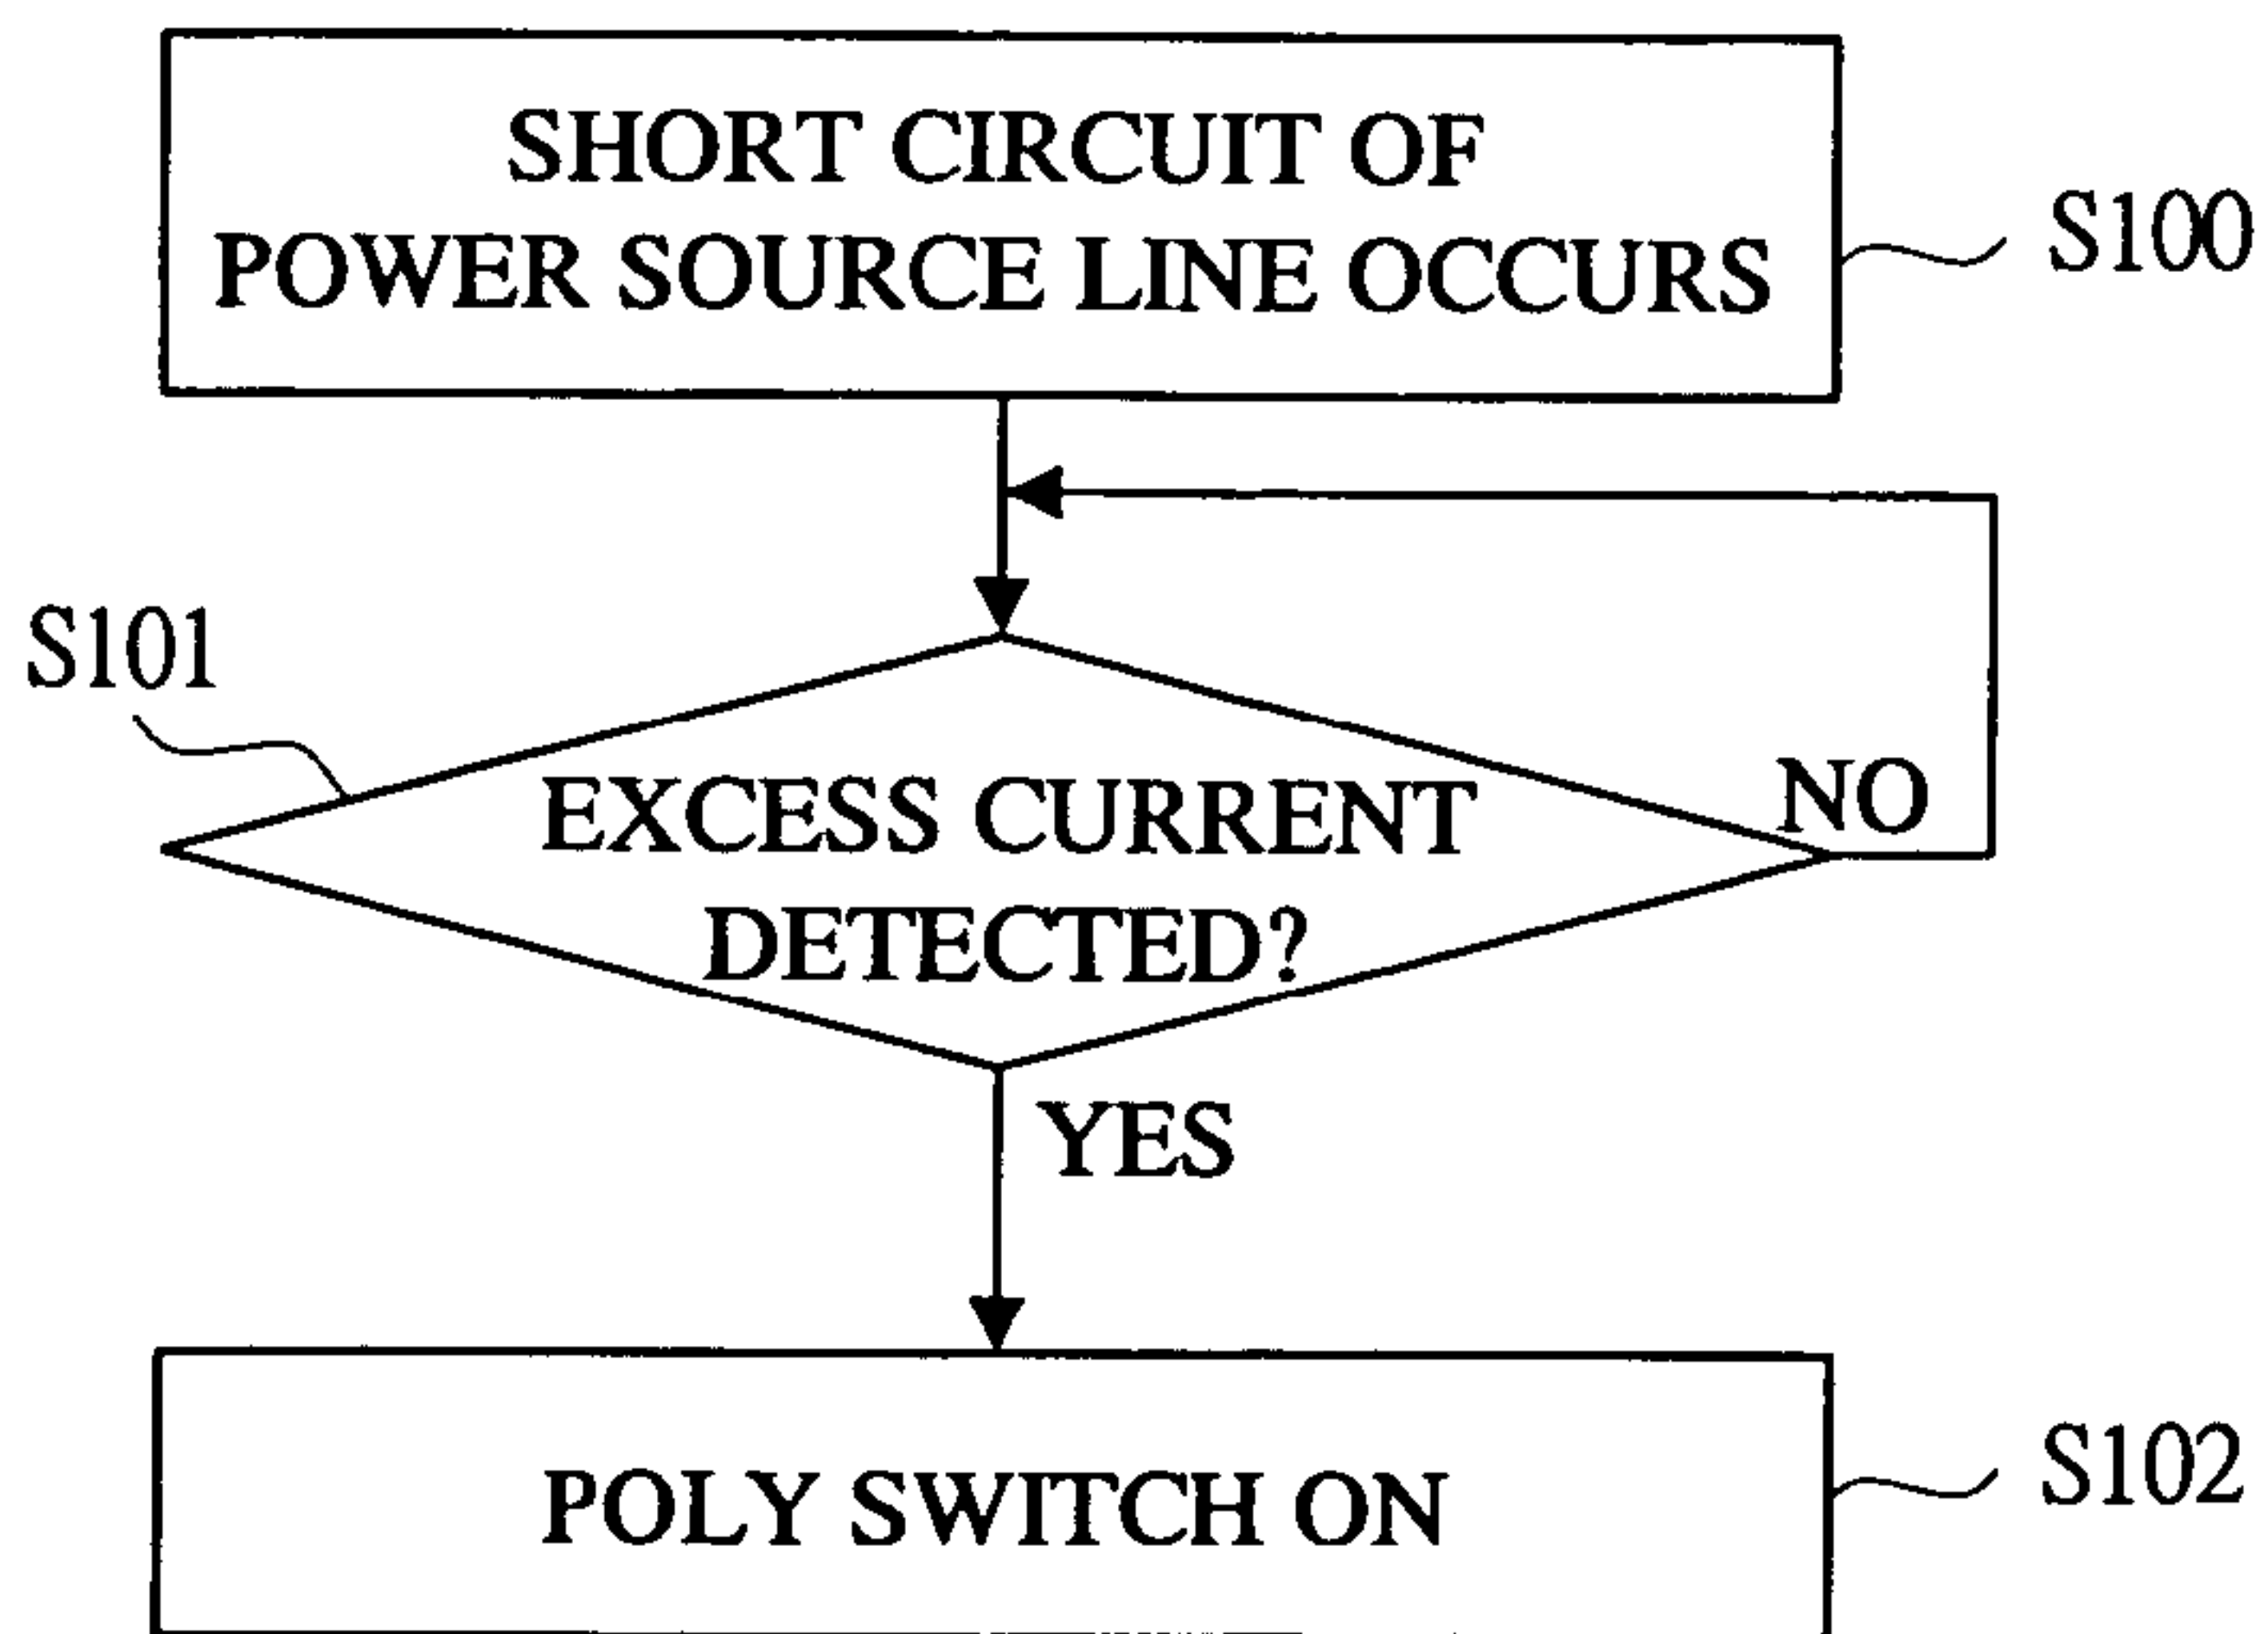 SHORT CIRCUIT OF
POWER SOURCE LINE OCCURS
S100
S101
EXCESS CURRENT
DETECTED?
NO
YES
POLY SWITCH ON
S102